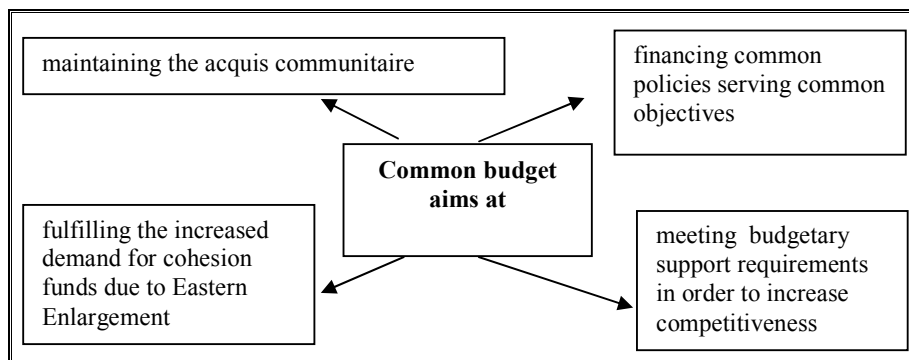 maintaining the acquis communitaire
financing common
policies serving common
objectives
Common budget
aims at
fulfilling the increased
demand for cohesion
funds due to Eastern
Enlargement
meeting budgetary
support requirements
in order to increase
competitiveness